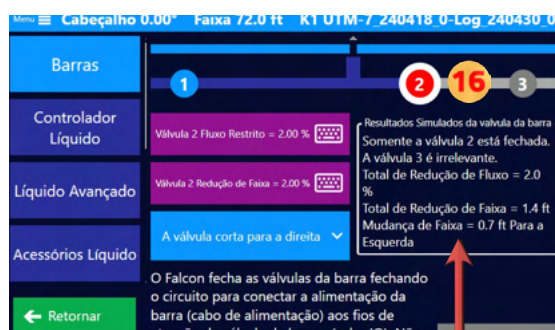 Menu ≡ Cabeçalho 0.00° Faixa 72.0 ft K1 UTM-7_240418_0-Log_240430_0
Barras
1
2
16
3
Controlador
Líquido
Válvula 2 Fluxo Restrito = 2.00 %
Resultados Simulados da valvula da barra
Somente a válvula 2 está fechada.
A válvula 3 é irrelevante.
Total de Redução de Fluxo = 2.0
%
Total de Redução de Faixa = 1.4 ft
Mudança de Faixa = 0.7 ft Para a
Esquerda
Líquido Avançado
Válvula 2 Redução de Faixa = 2.00 %
A válvula corta para a direita
Acessórios Líquido
O Falcon fecha as válvulas da barra fechando
o circuito para conectar a alimentação da
barra (cabo de alimentação) aos fios de
Retornar